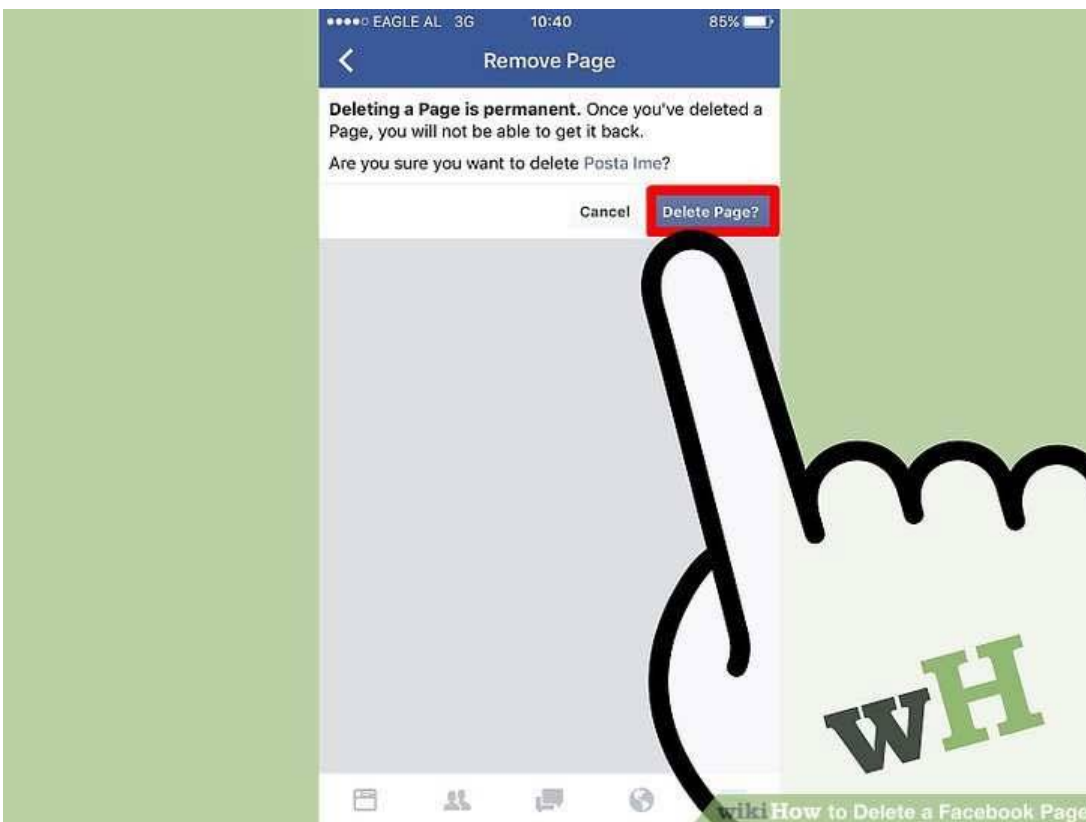 EAGLE AL 3G 10:40 85%
Remove Page
Deleting a Page is permanent. Once you've deleted a
Page, you will not be able to get it back.
Are you sure you want to delete Posta Ime?
Cancel Delete Page?
wH
wikiHow to Delete a Facebook Page